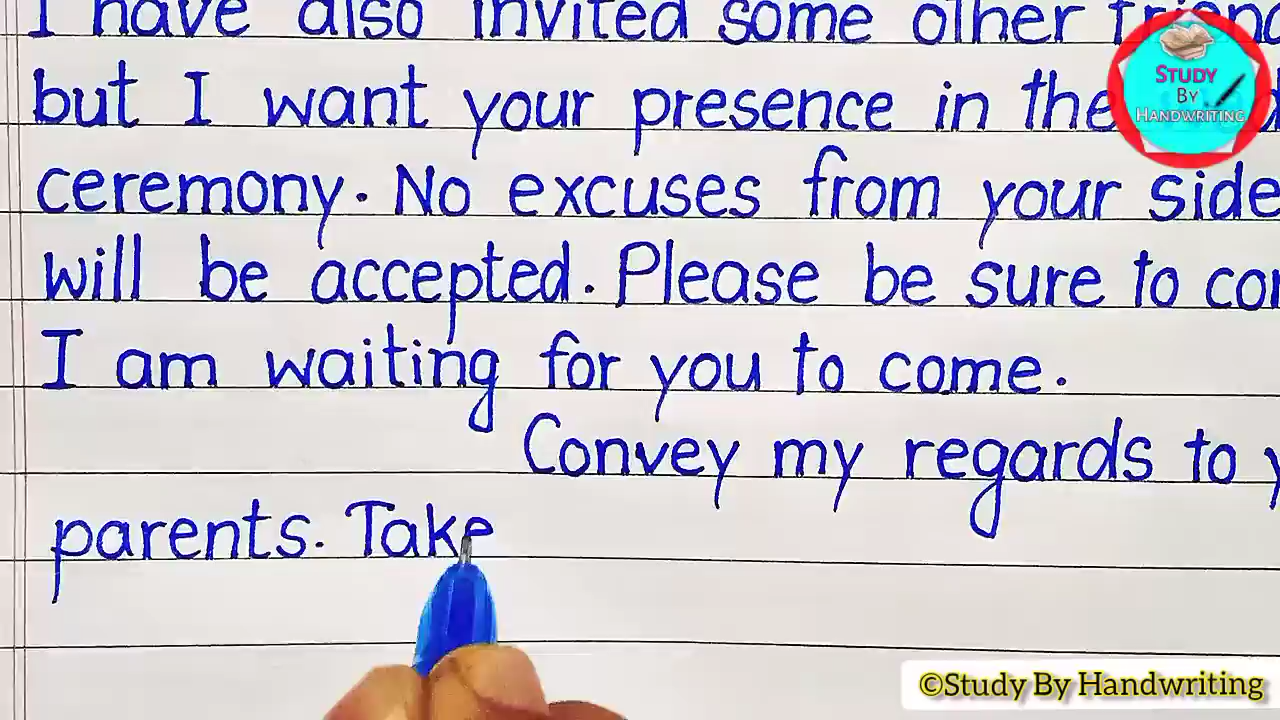 I have also invited some other friend
but I want your presence in the
ceremony. No excuses from your side
will be accepted. Please be sure to co
I am waiting for you to come.
Convey my regards to y
parents. Take
STUDY
BY
HANDWRITING
©Study By Handwriting